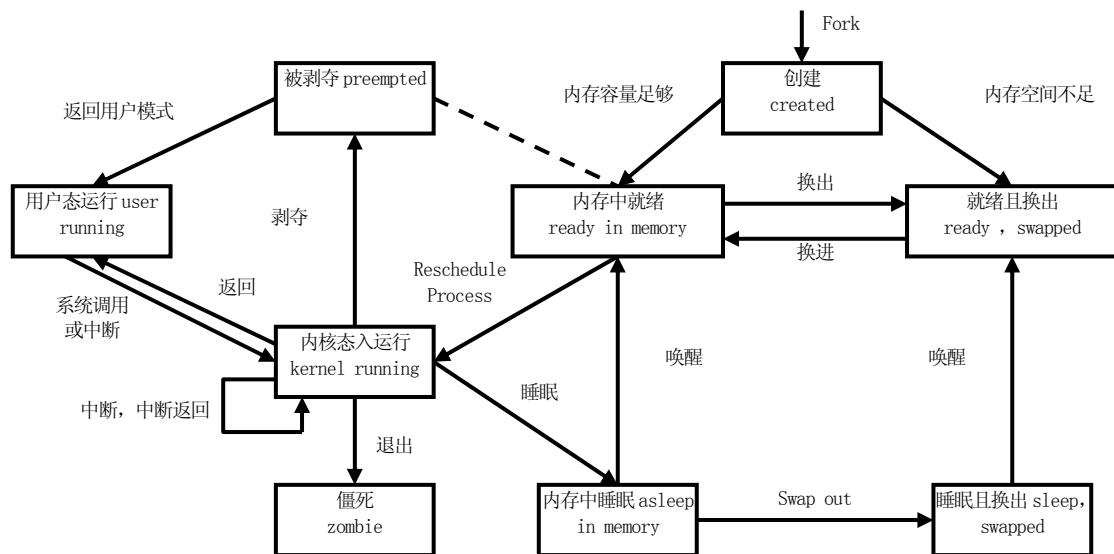 Fork
被剥夺 preempted
创建
created
返回用户模式
内存容量足够
内存空间不足
用户态运行 user
running
剥夺
内存中就绪
ready in memory
换出
换进
就绪且换出
ready ，swapped
返回
系统调用
或中断
Reschedule
Process
内核态入运行
kernel running
唤醒
唤醒
中断，中断返回
睡眠
退出
僵死
zombie
内存中睡眠 asleep
in memory
Swap out
睡眠且换出 sleep，
swapped